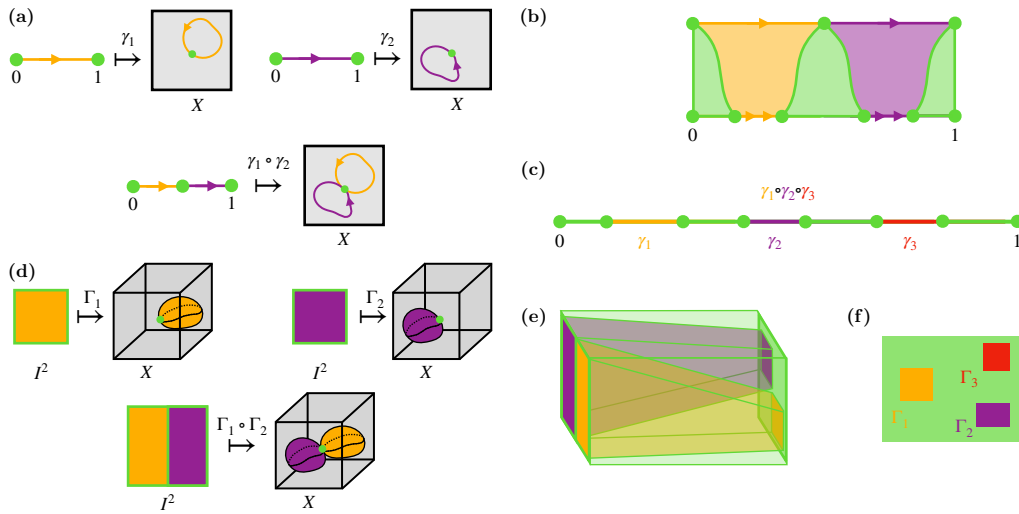 (a)
γ₁
0 1
X
γ₂
0 1
X
γ₁ ∘ γ₂
0 1
X
(b)
0 1
(c)
γ₁∘γ₂∘γ₃
0 1
γ₁ γ₂ γ₃
(d)
Γ₁
I²
X
Γ₂
I²
X
Γ₁ ∘ Γ₂
I²
X
(e)
(f)
Γ₃
Γ₁
Γ₂